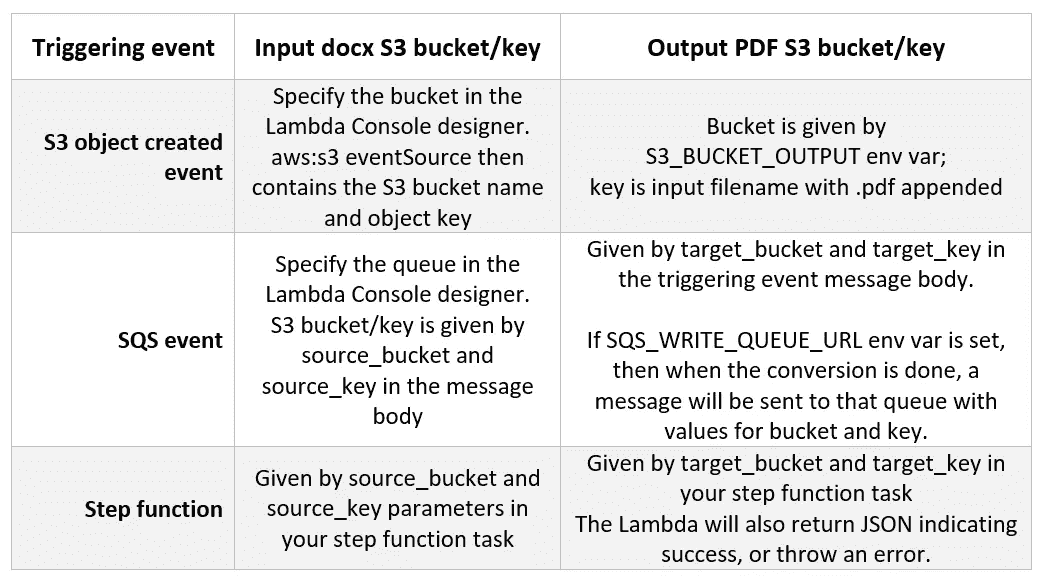 Triggering event
Input docx S3 bucket/key
Output PDF S3 bucket/key
S3 object created
event
Specify the bucket in the
Lambda Console designer.
aws:s3 eventSource then
contains the S3 bucket name
and object key
Bucket is given by
S3_BUCKET_OUTPUT env var;
key is input filename with .pdf appended
SQS event
Specify the queue in the
Lambda Console designer.
S3 bucket/key is given by
source_bucket and
source_key in the message
body
Given by target_bucket and target_key in
the triggering event message body.
If SQS_WRITE_QUEUE_URL env var is set,
then when the conversion is done, a
message will be sent to that queue with
values for bucket and key.
Step function
Given by source_bucket and
source_key parameters in
your step function task
Given by target_bucket and target_key in
your step function task
The Lambda will also return JSON indicating
success, or throw an error.